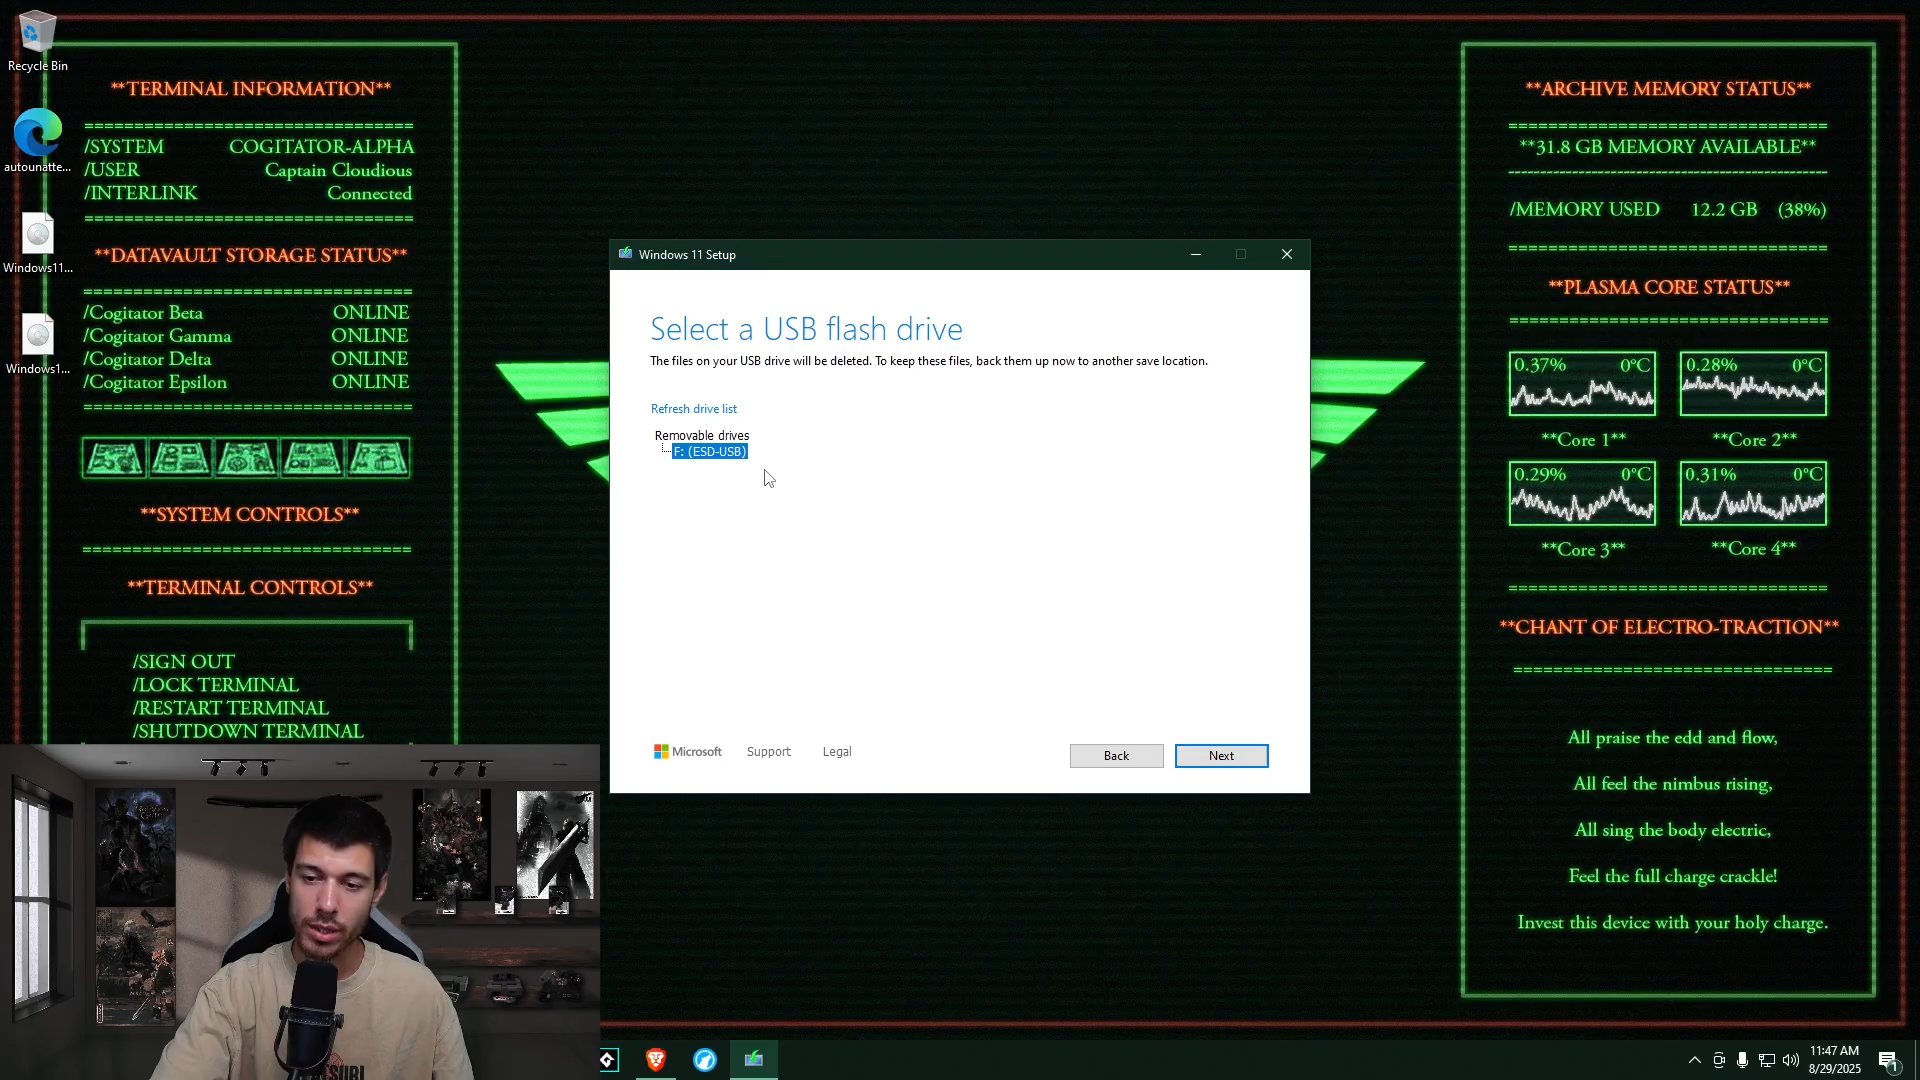 Recycle Bin
autounatte...
Windows11...
Windows1...
**TERMINAL INFORMATION**
================================
/SYSTEM COGITATOR-ALPHA
/USER Captain Cloudious
/INTERLINK Connected
================================
**DATAVAULT STORAGE STATUS**
================================
/Cogitator Beta ONLINE
/Cogitator Gamma ONLINE
/Cogitator Delta ONLINE
/Cogitator Epsilon ONLINE
================================
**SYSTEM CONTROLS**
================================
**TERMINAL CONTROLS**
/SIGN OUT
/LOCK TERMINAL
/RESTART TERMINAL
/SHUTDOWN TERMINAL
Windows 11 Setup
Select a USB flash drive
The files on your USB drive will be deleted. To keep these files, back them up now to another save location.
Refresh drive list
Removable drives
F: (ESD-USB)
Microsoft Support Legal
Back Next
**ARCHIVE MEMORY STATUS**
===============================
**31.8 GB MEMORY AVAILABLE**
-----------------------------------------------------
/MEMORY USED 12.2 GB (38%)
===============================
**PLASMA CORE STATUS**
===============================
0.37% 0°C 0.28% 0°C
**Core 1** **Core 2**
0.29% 0°C 0.31% 0°C
**Core 3** **Core 4**
===============================
**CHANT OF ELECTRO-TRACTION**
===============================
All praise the edd and flow,
All feel the nimbus rising,
All sing the body electric,
Feel the full charge crackle!
Invest this device with your holy charge.
11:47 AM
8/29/2025
1